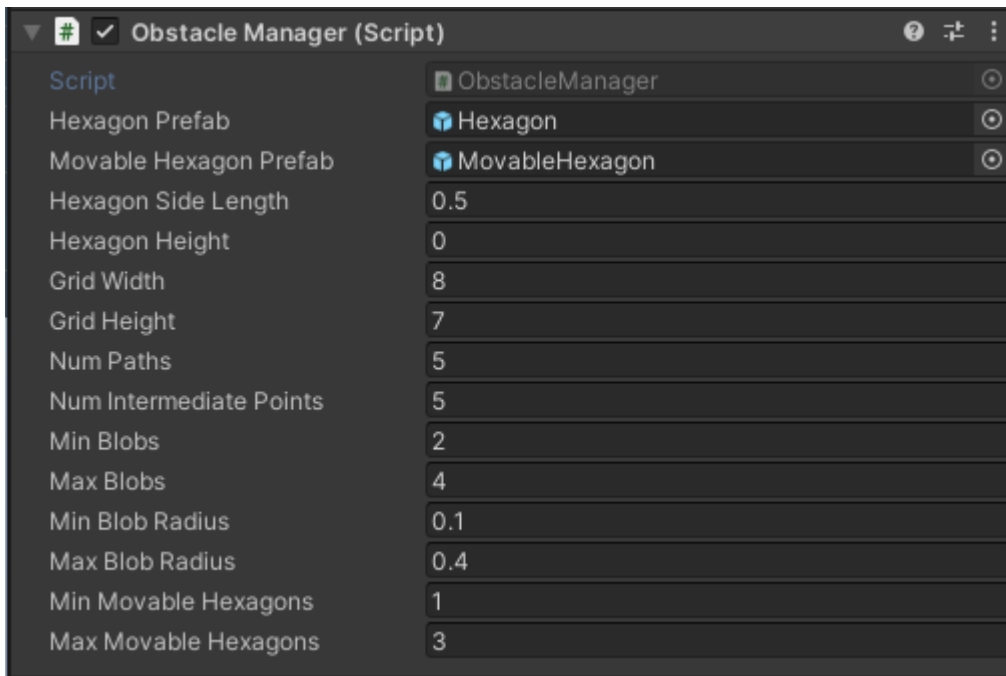 # Obstacle Manager (Script)
Script # ObstacleManager
Hexagon Prefab Hexagon
Movable Hexagon Prefab MovableHexagon
Hexagon Side Length 0.5
Hexagon Height 0
Grid Width 8
Grid Height 7
Num Paths 5
Num Intermediate Points 5
Min Blobs 2
Max Blobs 4
Min Blob Radius 0.1
Max Blob Radius 0.4
Min Movable Hexagons 1
Max Movable Hexagons 3